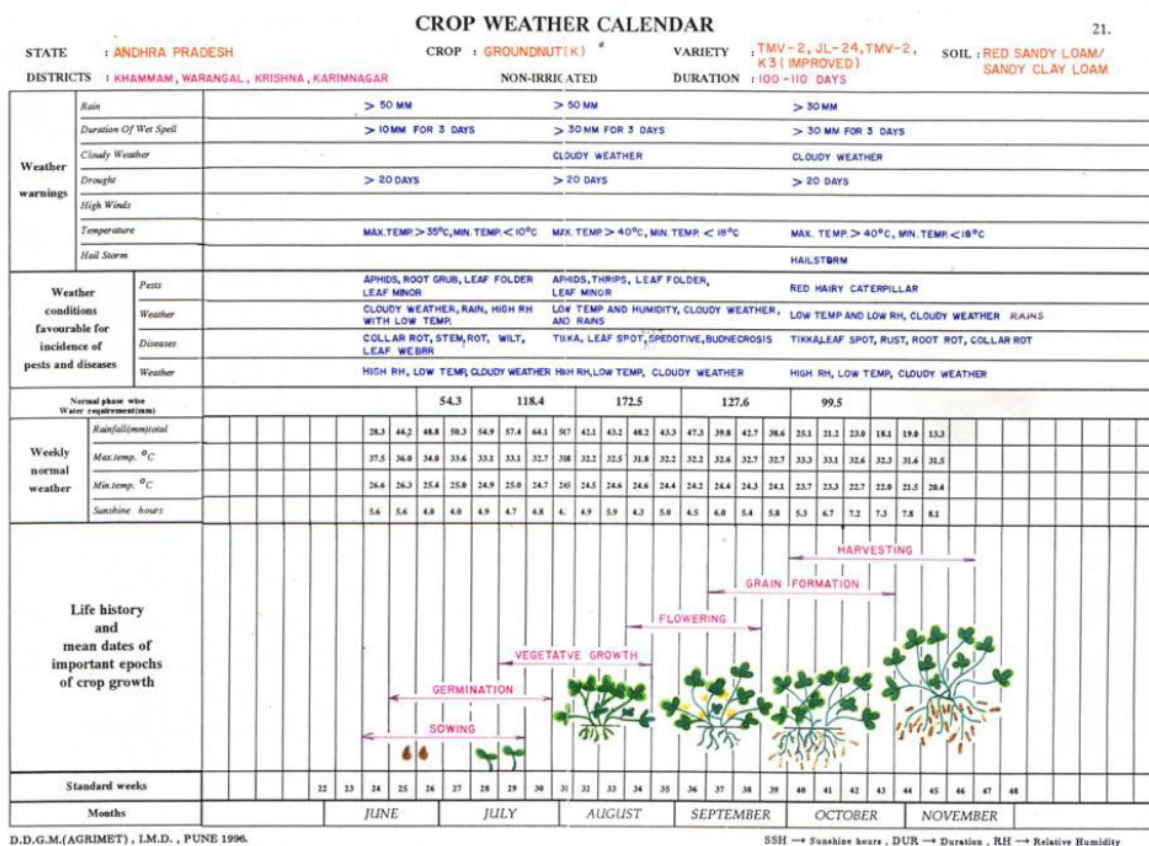 CROP WEATHER CALENDAR
21.
STATE : ANDHRA PRADESH CROP : GROUNDNUT(K) VARIETY : TMV-2, JL-24, TMV-2, K3 (IMPROVED) SOIL : RED SANDY LOAM/ SANDY CLAY LOAM
DISTRICTS : KHAMMAM, WARANGAL, KRISHNA, KARIMNAGAR NON-IRRIGATED DURATION : 100-110 DAYS
Weather warnings
Rain > 50 MM > 50 MM > 30 MM
Duration Of Wet Spell > 10 MM FOR 3 DAYS > 30 MM FOR 3 DAYS > 30 MM FOR 3 DAYS
Cloudy Weather CLOUDY WEATHER CLOUDY WEATHER
Drought > 20 DAYS > 20 DAYS > 20 DAYS
High Winds
Temperature MAX. TEMP. > 35°C, MIN. TEMP. < 10°C MAX. TEMP > 40°C, MIN. TEMP. < 18°C MAX. TEMP. > 40°C, MIN. TEMP. < 18°C
Hail Storm HAILSTORM
Weather conditions favourable for incidence of pests and diseases
Pests APHIDS, ROOT GRUB, LEAF FOLDER LEAF MINOR APHIDS, THRIPS, LEAF FOLDER, LEAF MINOR RED HAIRY CATERPILLAR
Weather CLOUDY WEATHER, RAIN, HIGH RH WITH LOW TEMP. LOW TEMP AND HUMIDITY, CLOUDY WEATHER, AND RAINS LOW TEMP AND LOW RH, CLOUDY WEATHER RAINS
Diseases COLLAR ROT, STEM, ROT, WILT, LEAF WEBRR TIKKA, LEAF SPOT, SPEDOTIVE, BUDNECROSIS TIKKA,LEAF SPOT, RUST, ROOT ROT, COLLAR ROT
Weather HIGH RH, LOW TEMP, CLOUDY WEATHER HIGH RH, LOW TEMP, CLOUDY WEATHER HIGH RH, LOW TEMP, CLOUDY WEATHER
Normal phase wise Water requirement(mm) 54.3 118.4 172.5 127.6 99.5
Weekly normal weather
Rainfall(mm)total 28.3 44.2 48.8 50.3 54.9 57.4 64.1 51.7 42.1 43.2 48.2 43.3 47.3 39.8 42.7 38.6 25.1 21.2 23.0 18.1 19.0 13.3
Max.temp. °C 37.5 36.0 34.0 33.6 33.1 33.1 32.7 31.8 32.2 32.5 31.8 32.2 32.2 32.6 32.7 32.7 33.3 33.1 32.6 32.3 31.6 31.5
Min.temp. °C 26.6 26.3 25.4 25.0 24.9 25.0 24.7 24.5 24.5 24.6 24.6 24.4 24.2 24.4 24.3 24.1 23.7 23.3 22.7 22.0 21.5 20.4
Sunshine hours 5.6 5.6 4.0 4.0 4.9 4.7 4.8 4. 4.9 5.9 4.3 5.0 4.5 6.0 5.4 5.8 5.3 6.7 7.2 7.3 7.8 8.1
Life history and mean dates of important epochs of crop growth
HARVESTING
GRAIN FORMATION
FLOWERING
VEGETATVE GROWTH
GERMINATION
SOWING
Standard weeks 22 23 24 25 26 27 28 29 30 31 32 33 34 35 36 37 38 39 40 41 42 43 44 45 46 47 48
Months JUNE JULY AUGUST SEPTEMBER OCTOBER NOVEMBER
D.D.G.M.(AGRIMET) , I.M.D. , PUNE 1996. SSH → Sunshine hours , DUR → Duration , RH → Relative Humidity